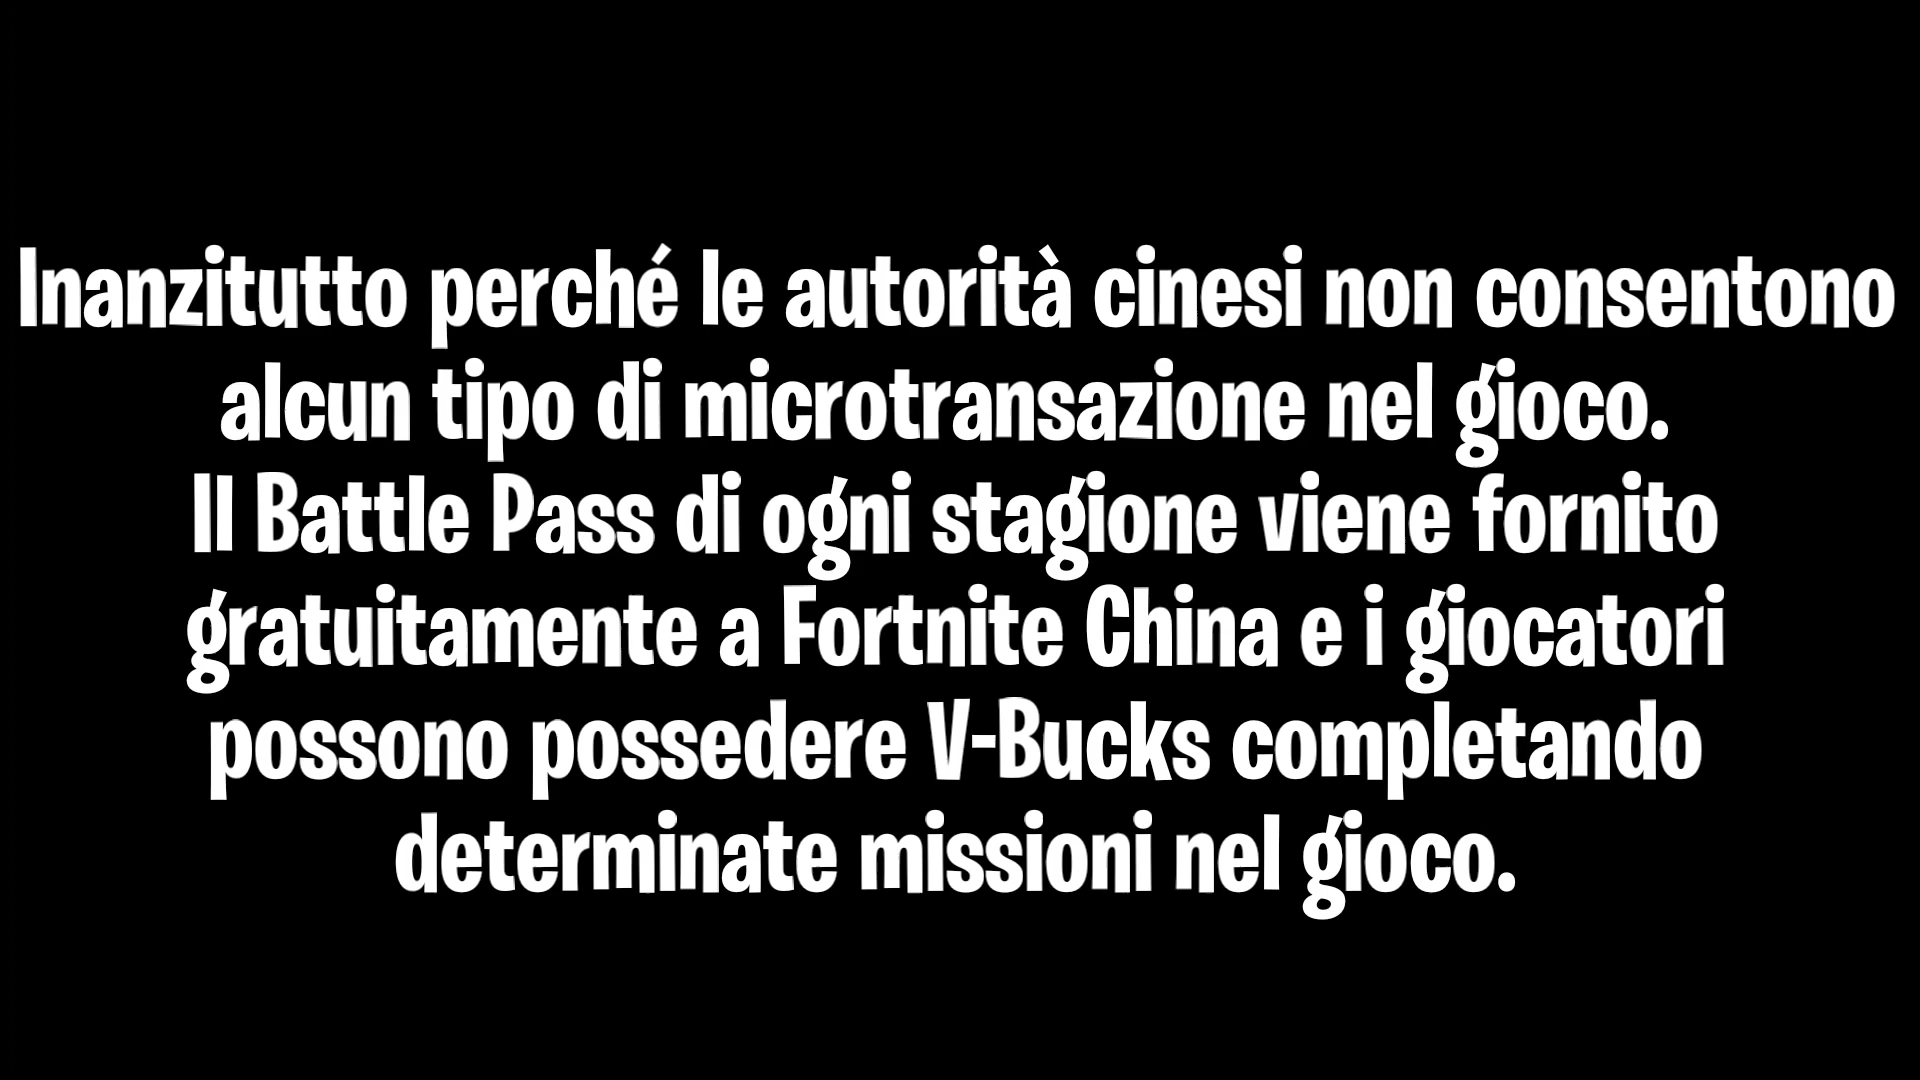 Inanzitutto perché le autorità cinesi non consentono
alcun tipo di microtransazione nel gioco.
Il Battle Pass di ogni stagione viene fornito
gratuitamente a Fortnite China e i giocatori
possono possedere V-Bucks completando
determinate missioni nel gioco.